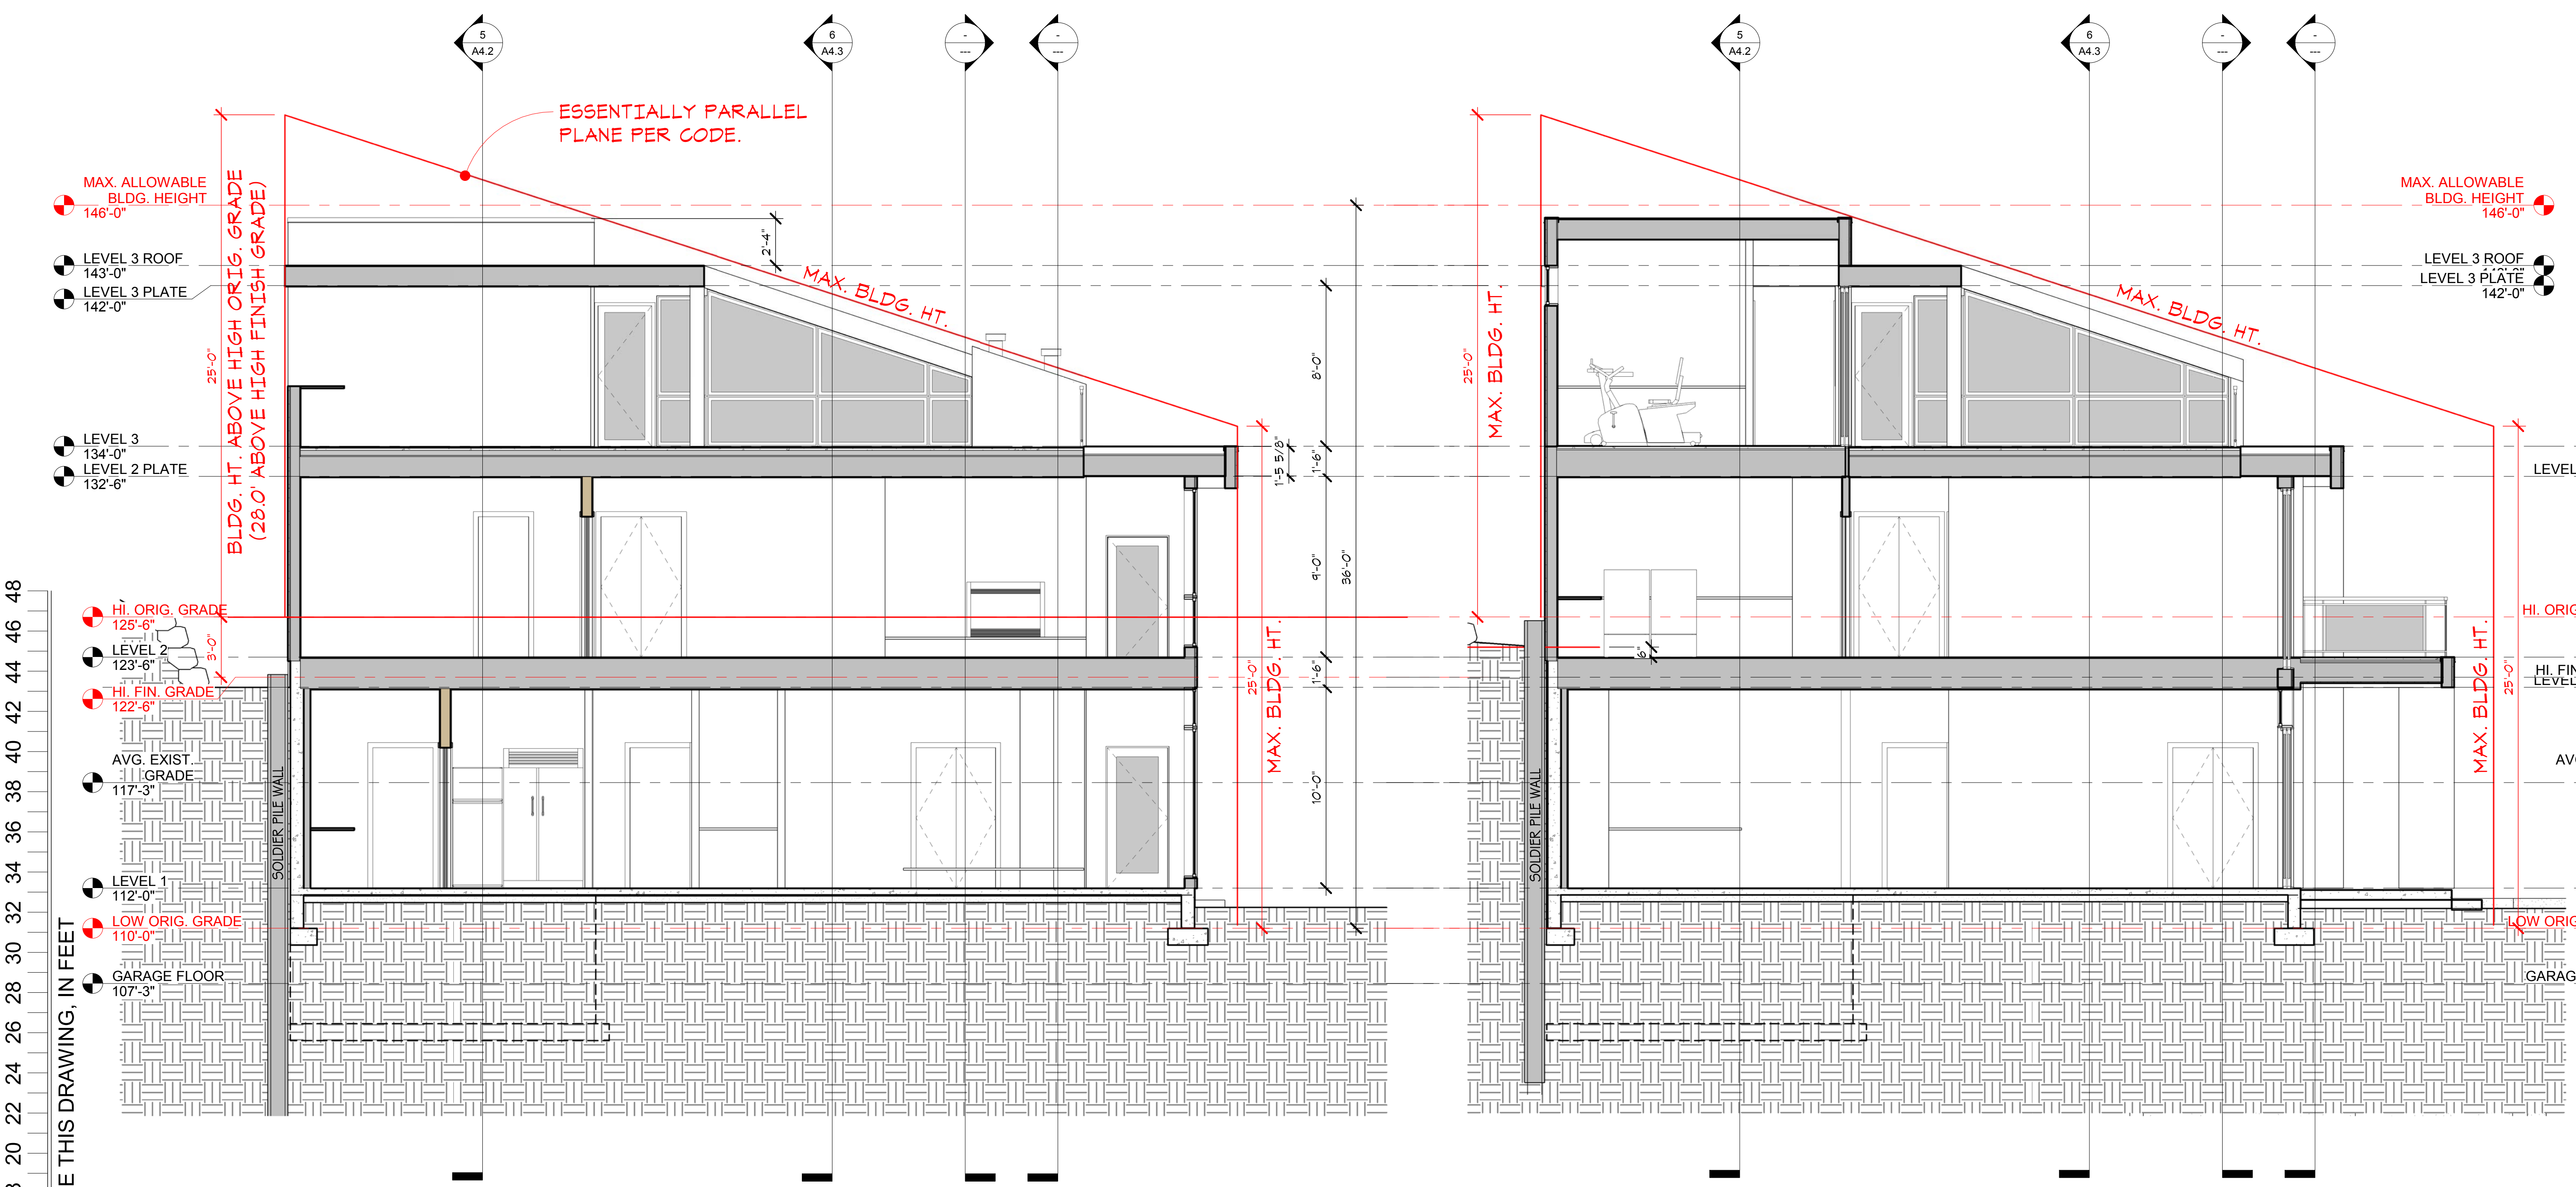 5
A4.2
6
A4.3
-
---
-
---
5
A4.2
6
A4.3
-
---
-
---
ESSENTIALLY PARALLEL
PLANE PER CODE.
MAX. ALLOWABLE
BLDG. HEIGHT
146'-0"
LEVEL 3 ROOF
143'-0"
LEVEL 3 PLATE
142'-0"
LEVEL 3
134'-0"
LEVEL 2 PLATE
132'-6"
HI. ORIG. GRADE
125'-6"
LEVEL 2
123'-6"
HI. FIN. GRADE
122'-6"
AVG. EXIST.
GRADE
117'-3"
LEVEL 1
112'-0"
LOW ORIG. GRADE
110'-0"
GARAGE FLOOR
107'-3"
25'-0"
BLDG. HT. ABOVE HIGH ORIG. GRADE
(28.0' ABOVE HIGH FINISH GRADE)
3'-0"
SOLDIER PILE WALL
2'-4"
MAX. BLDG. HT.
MAX. BLDG. HT.
25'-0"
1'-5 5/8"
8'-0"
1'-6"
9'-0"
1'-6"
10'-0"
36'-0"
25'-0"
MAX. BLDG. HT.
SOLDIER PILE WALL
6"
MAX. BLDG. HT.
MAX. BLDG. HT.
25'-0"
MAX. ALLOWABLE
BLDG. HEIGHT
146'-0"
LEVEL 3 ROOF
LEVEL 3 PLATE
142'-0"
LEVEL
HI. ORIG
HI. FIN
LEVEL
LOW ORIG
48
46
44
42
40
38
36
34
32
30
28
26
24
22
20
E THIS DRAWING, IN FEET